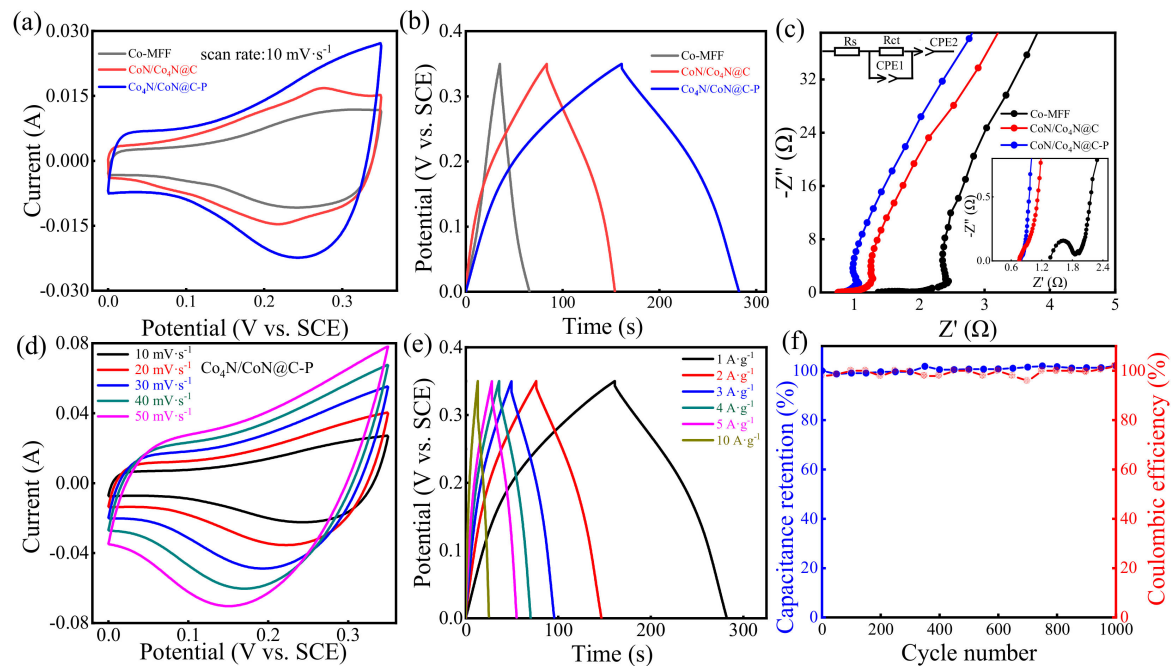 (a)
0.030
0.015
0.000
-0.015
-0.030
Current (A)
Co-MFF
CoN/Co₄N@C
Co₄N/CoN@C-P
scan rate:10 mV·s⁻¹
0.0
0.1
0.2
0.3
Potential (V vs. SCE)
(b)
0.4
0.3
0.2
0.1
0.0
Potential (V vs. SCE)
Co-MFF
CoN/Co₄N@C
Co₄N/CoN@C-P
0
100
200
300
Time (s)
(c)
32
24
16
8
0
-Z'' (Ω)
Rs
Rct
CPE1
CPE2
Co-MFF
CoN/Co₄N@C
CoN/Co₄N@C-P
0.5
0.0
-Z'' (Ω)
0.6
1.2
1.8
2.4
Z' (Ω)
1
2
3
4
5
Z' (Ω)
(d)
0.08
0.04
0.00
-0.04
-0.08
Current (A)
10 mV·s⁻¹
20 mV·s⁻¹
30 mV·s⁻¹
40 mV·s⁻¹
50 mV·s⁻¹
Co₄N/CoN@C-P
0.0
0.1
0.2
0.3
Potential (V vs. SCE)
(e)
0.4
0.3
0.2
0.1
0.0
Potential (V vs. SCE)
1 A·g⁻¹
2 A·g⁻¹
3 A·g⁻¹
4 A·g⁻¹
5 A·g⁻¹
10 A·g⁻¹
0
100
200
300
Time (s)
(f)
100
80
60
40
20
0
Capacitance retention (%)
100
80
60
40
20
0
Coulombic efficiency (%)
200
400
600
800
1000
Cycle number